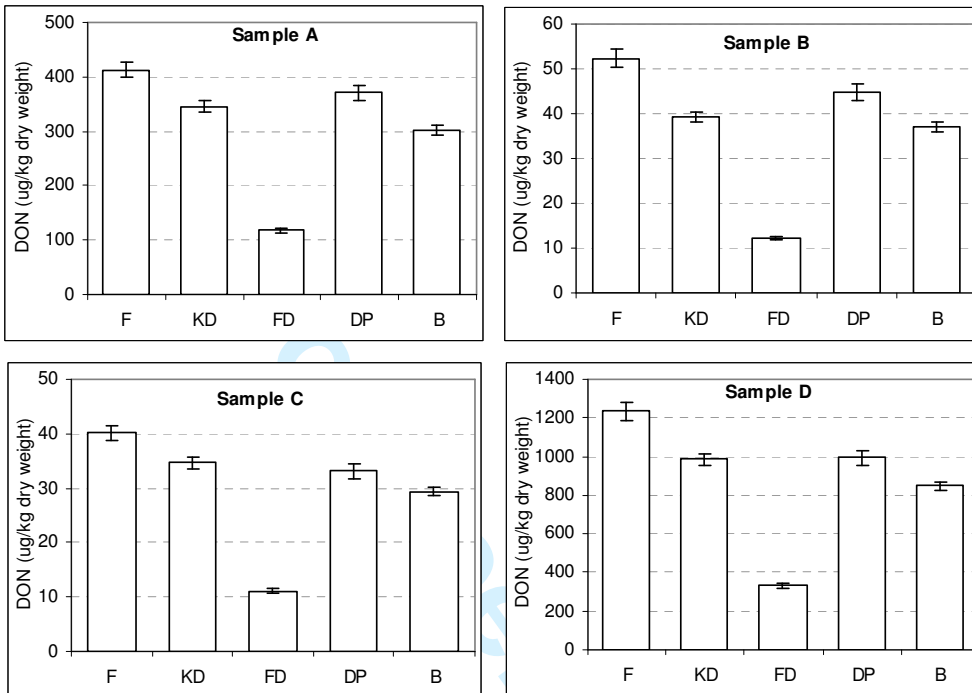 Sample A
DON (ug/kg dry weight)
500
400
300
200
100
0
F KD FD DP B
Sample B
DON (ug/kg dry weight)
60
50
40
30
20
10
0
F KD FD DP B
Sample C
DON (ug/kg dry weight)
50
40
30
20
10
0
F KD FD DP B
Sample D
DON (ug/kg dry weight)
1400
1200
1000
800
600
400
200
0
F KD FD DP B